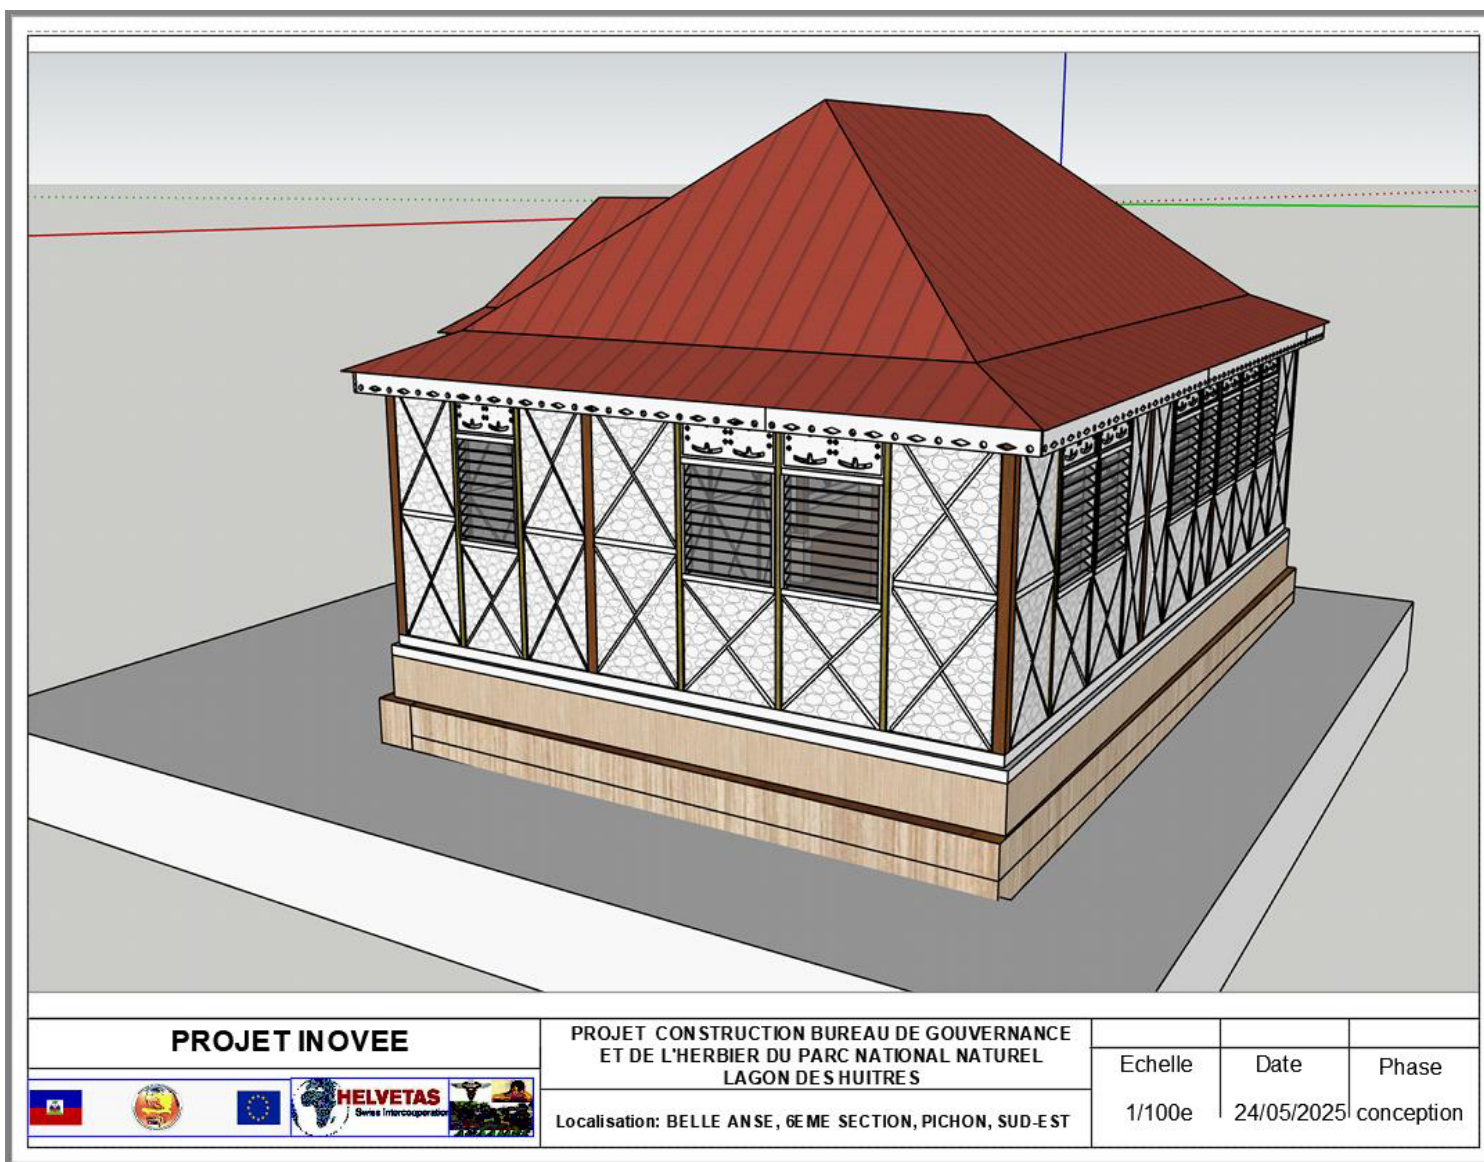 PROJET INOVEE
HELVETAS
Swiss Intercooperation
PROJET CONSTRUCTION BUREAU DE GOUVERNANCE
ET DE L'HERBIER DU PARC NATIONAL NATUREL
LAGON DES HUITRES
Localisation: BELLE ANSE, 6EME SECTION, PICHON, SUD-EST
Echelle
1/100e
Date
24/05/2025
Phase
conception